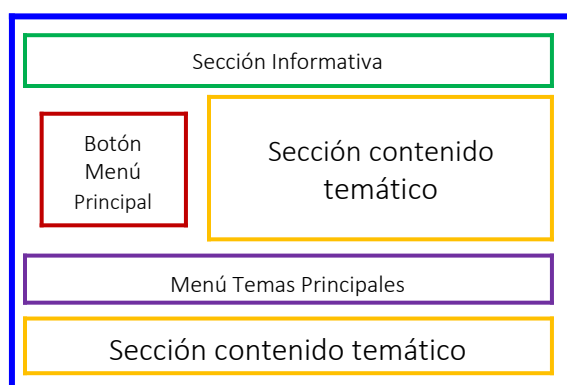 Sección Informativa
Botón
Menú
Principal
Sección contenido
temático
Menú Temas Principales
Sección contenido temático